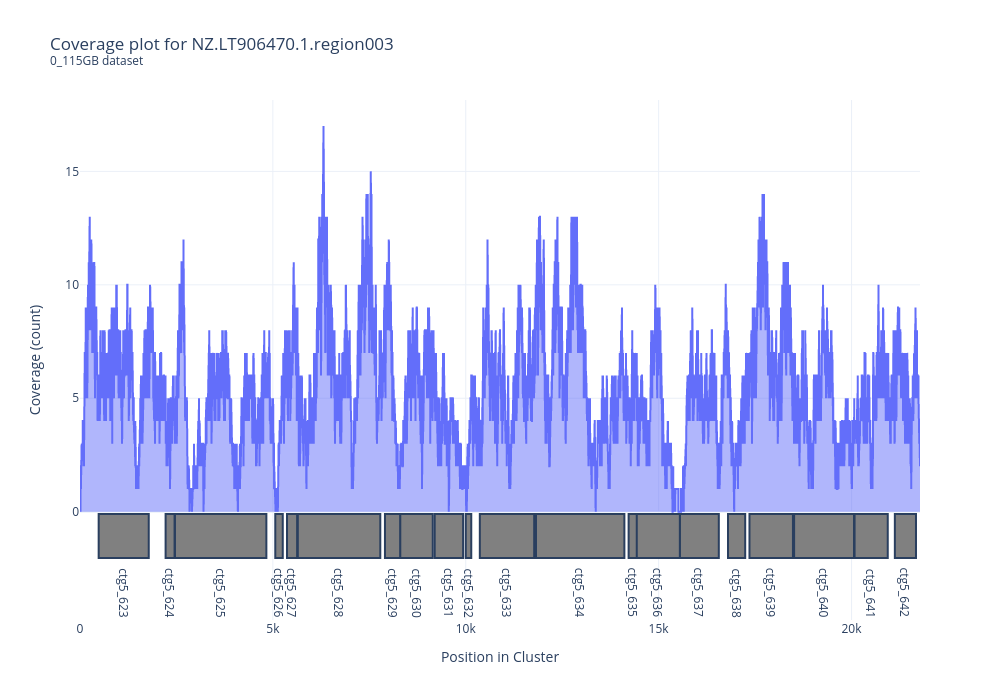 Coverage plot for NZ.LT906470.1.region003
0_115GB dataset
Coverage (count)
15
10
5
0
ctg5_623
ctg5_624
ctg5_625
ctg5_626
ctg5_627
ctg5_628
ctg5_629
ctg5_630
ctg5_631
ctg5_632
ctg5_633
ctg5_634
ctg5_635
ctg5_636
ctg5_637
ctg5_638
ctg5_639
ctg5_640
ctg5_641
ctg5_642
0
5k
10k
15k
20k
Position in Cluster